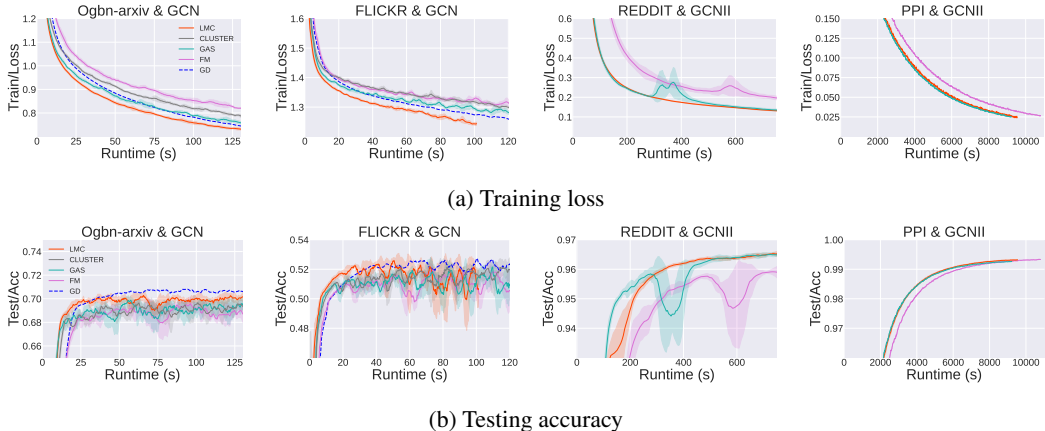 Ogbn-arxiv & GCN
FLICKR & GCN
REDDIT & GCNII
PPI & GCNII
Train/Loss
1.2
1.0
0.8
LMC
CLUSTER
GAS
FM
GD
0
25
50
75
100
125
Runtime (s)
Train/Loss
1.6
1.5
1.4
1.3
0
20
40
60
80
100
120
Runtime (s)
Train/Loss
0.6
0.5
0.4
0.3
0.2
0.1
0
200
400
600
Runtime (s)
Train/Loss
0.150
0.125
0.100
0.075
0.050
0.025
0
2000
4000
6000
8000
10000
Runtime (s)
(a) Training loss
Ogbn-arxiv & GCN
FLICKR & GCN
REDDIT & GCNII
PPI & GCNII
Test/Acc
0.74
0.72
0.70
0.68
0.66
LMC
CLUSTER
GAS
FM
GD
0
25
50
75
100
125
Runtime (s)
Test/Acc
0.54
0.52
0.50
0.48
0
20
40
60
80
100
120
Runtime (s)
Test/Acc
0.97
0.96
0.95
0.94
0
200
400
600
Runtime (s)
Test/Acc
1.00
0.99
0.98
0.97
0
2000
4000
6000
8000
10000
Runtime (s)
(b) Testing accuracy